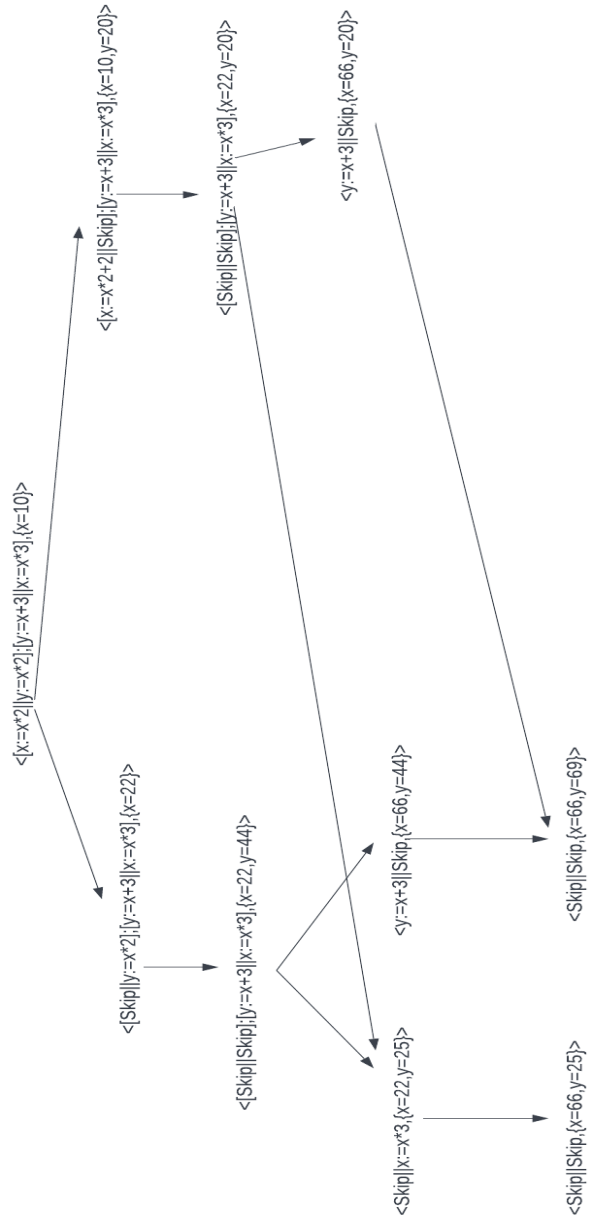 <[x:=x*2||y:=x*2];[y:=x+3||x:=x*3],{x=10}>
<[x:=x*2+2||Skip];[y:=x+3||x:=x*3],{x=10,y=20}>
<[Skip||y:=x*2];[y:=x+3||x:=x*3],{x=22}>
<[Skip||Skip];[y:=x+3||x:=x*3],{x=22,y=20}>
<[Skip||Skip];[y:=x+3||x:=x*3],{x=22,y=44}>
<y:=x+3||Skip,{x=66,y=20}>
<Skip||x:=x*3,{x=22,y=25}>
<y:=x+3||Skip,{x=66,y=44}>
<Skip||Skip,{x=66,y=25}>
<Skip||Skip,{x=66,y=69}>